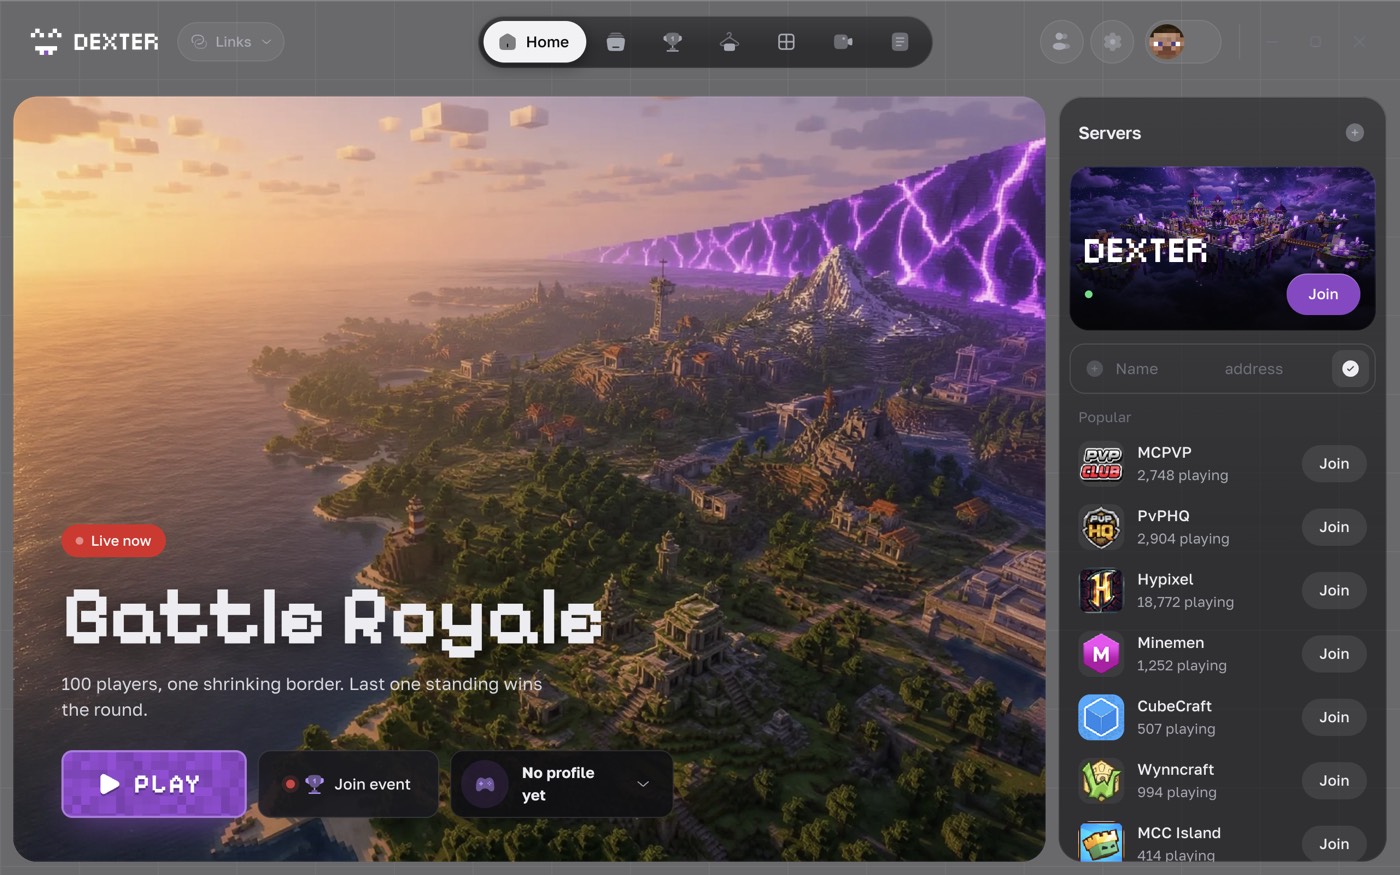 DEXTER
Links
Home
Servers
DEXTER
Join
Name address
Popular
MCPVP
2,748 playing
Join
PvPHQ
2,904 playing
Join
Hypixel
18,772 playing
Join
Minemen
1,252 playing
Join
CubeCraft
507 playing
Join
Wynncraft
994 playing
Join
MCC Island
414 playing
Join
PVP
CLUB
PVP
HQ
H
M
W
Live now
Battle Royale
100 players, one shrinking border. Last one standing wins
the round.
PLAY
Join event
No profile
yet